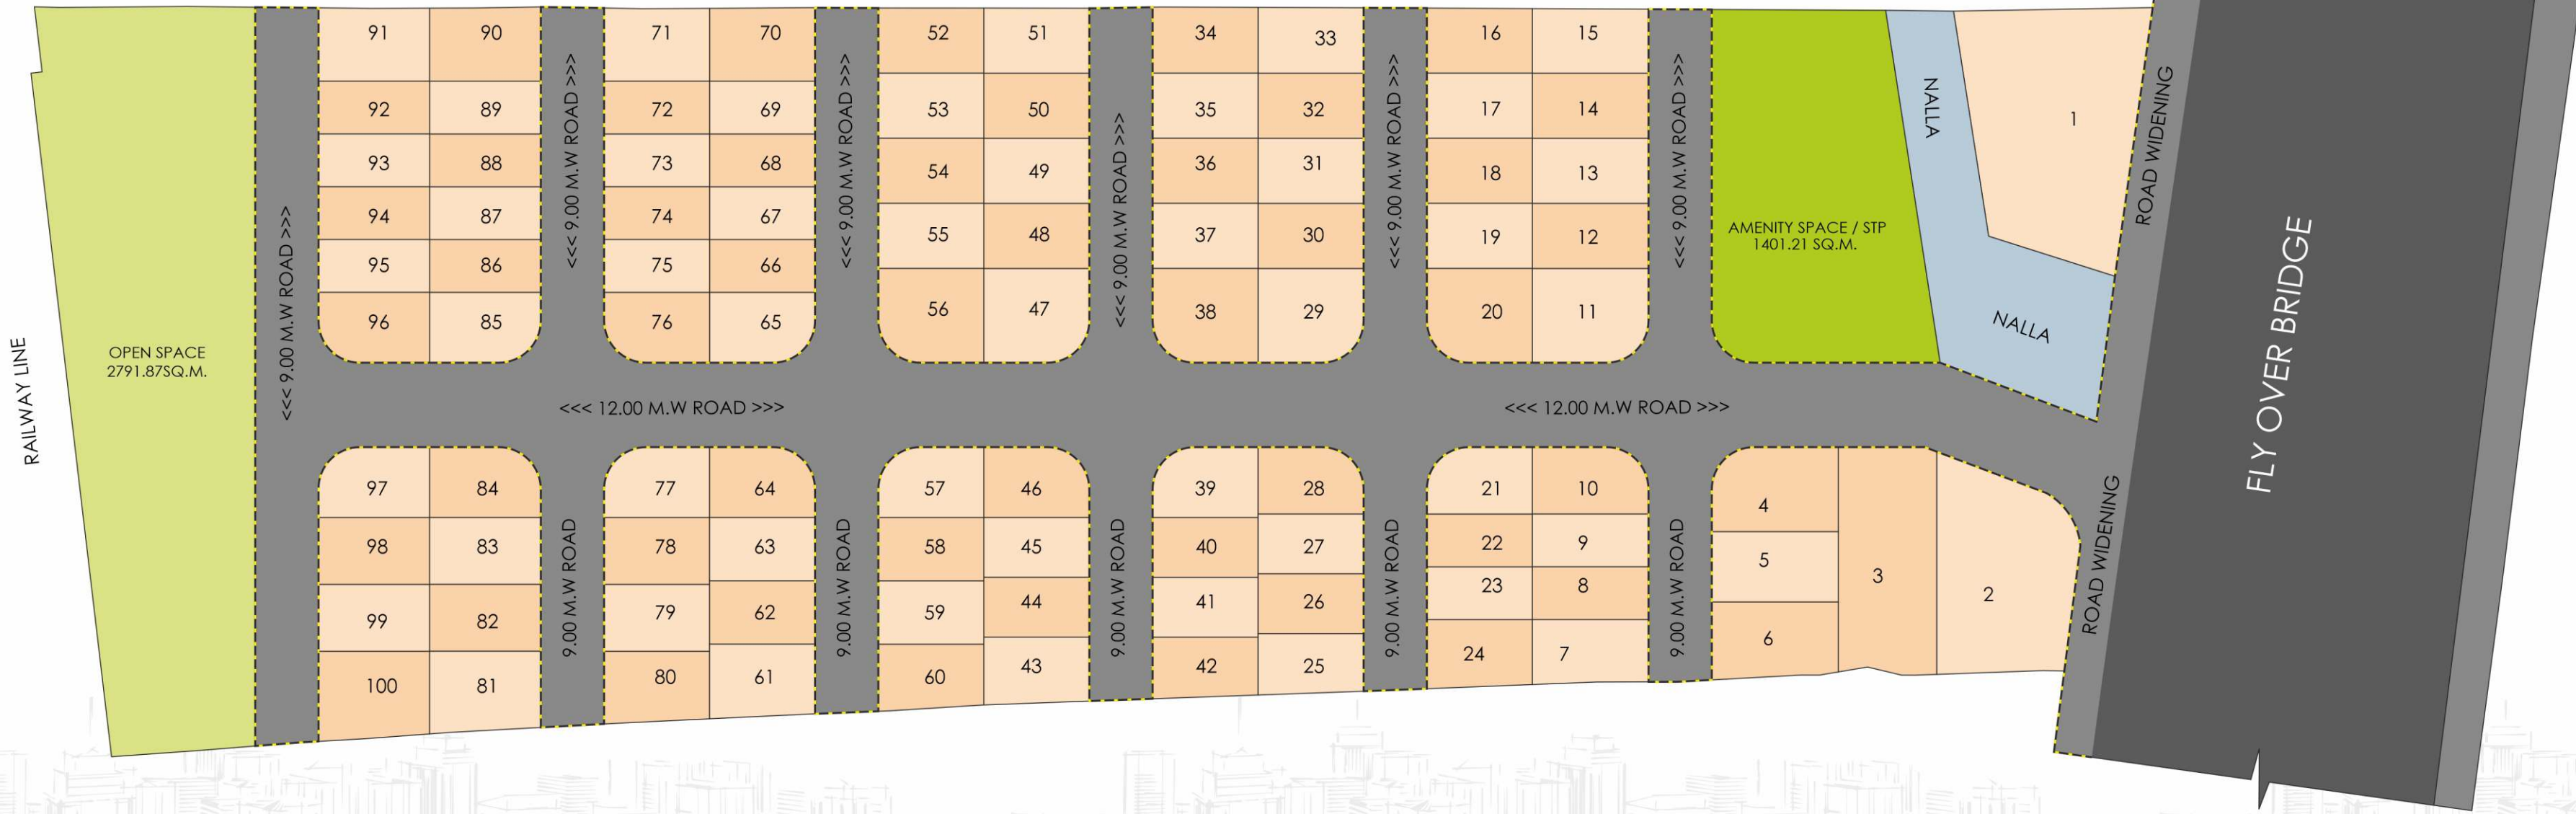 91 90 71 70 52 51 34 33 16 15
92 89 72 69 53 50 35 32 17 14 1
93 88 73 68 54 49 36 31 18 13
94 87 74 67 55 48 37 30 19 12
95 86 75 66
96 85 76 65 56 47 38 29 20 11
<<< 9.00 M.W ROAD >>>
<<< 9.00 M.W ROAD >>>
<<< 9.00 M.W ROAD >>>
<<< 9.00 M.W ROAD >>>
<<< 9.00 M.W ROAD >>>
<<< 9.00 M.W ROAD >>>
AMENITY SPACE / STP
1401.21 SQ.M.
NALLA
NALLA
ROAD WIDENING
FLY OVER BRIDGE
RAILWAY LINE
OPEN SPACE
2791.87SQ.M.
<<< 12.00 M.W ROAD >>>
<<< 12.00 M.W ROAD >>>
97 84 77 64 57 46 39 28 21 10 4
98 83 78 63 58 45 40 27 22 9 5 3 2
99 82 79 62 59 44 41 26 23 8 6
100 81 80 61 60 43 42 25 24 7
9.00 M.W ROAD
9.00 M.W ROAD
9.00 M.W ROAD
9.00 M.W ROAD
9.00 M.W ROAD
ROAD WIDENING